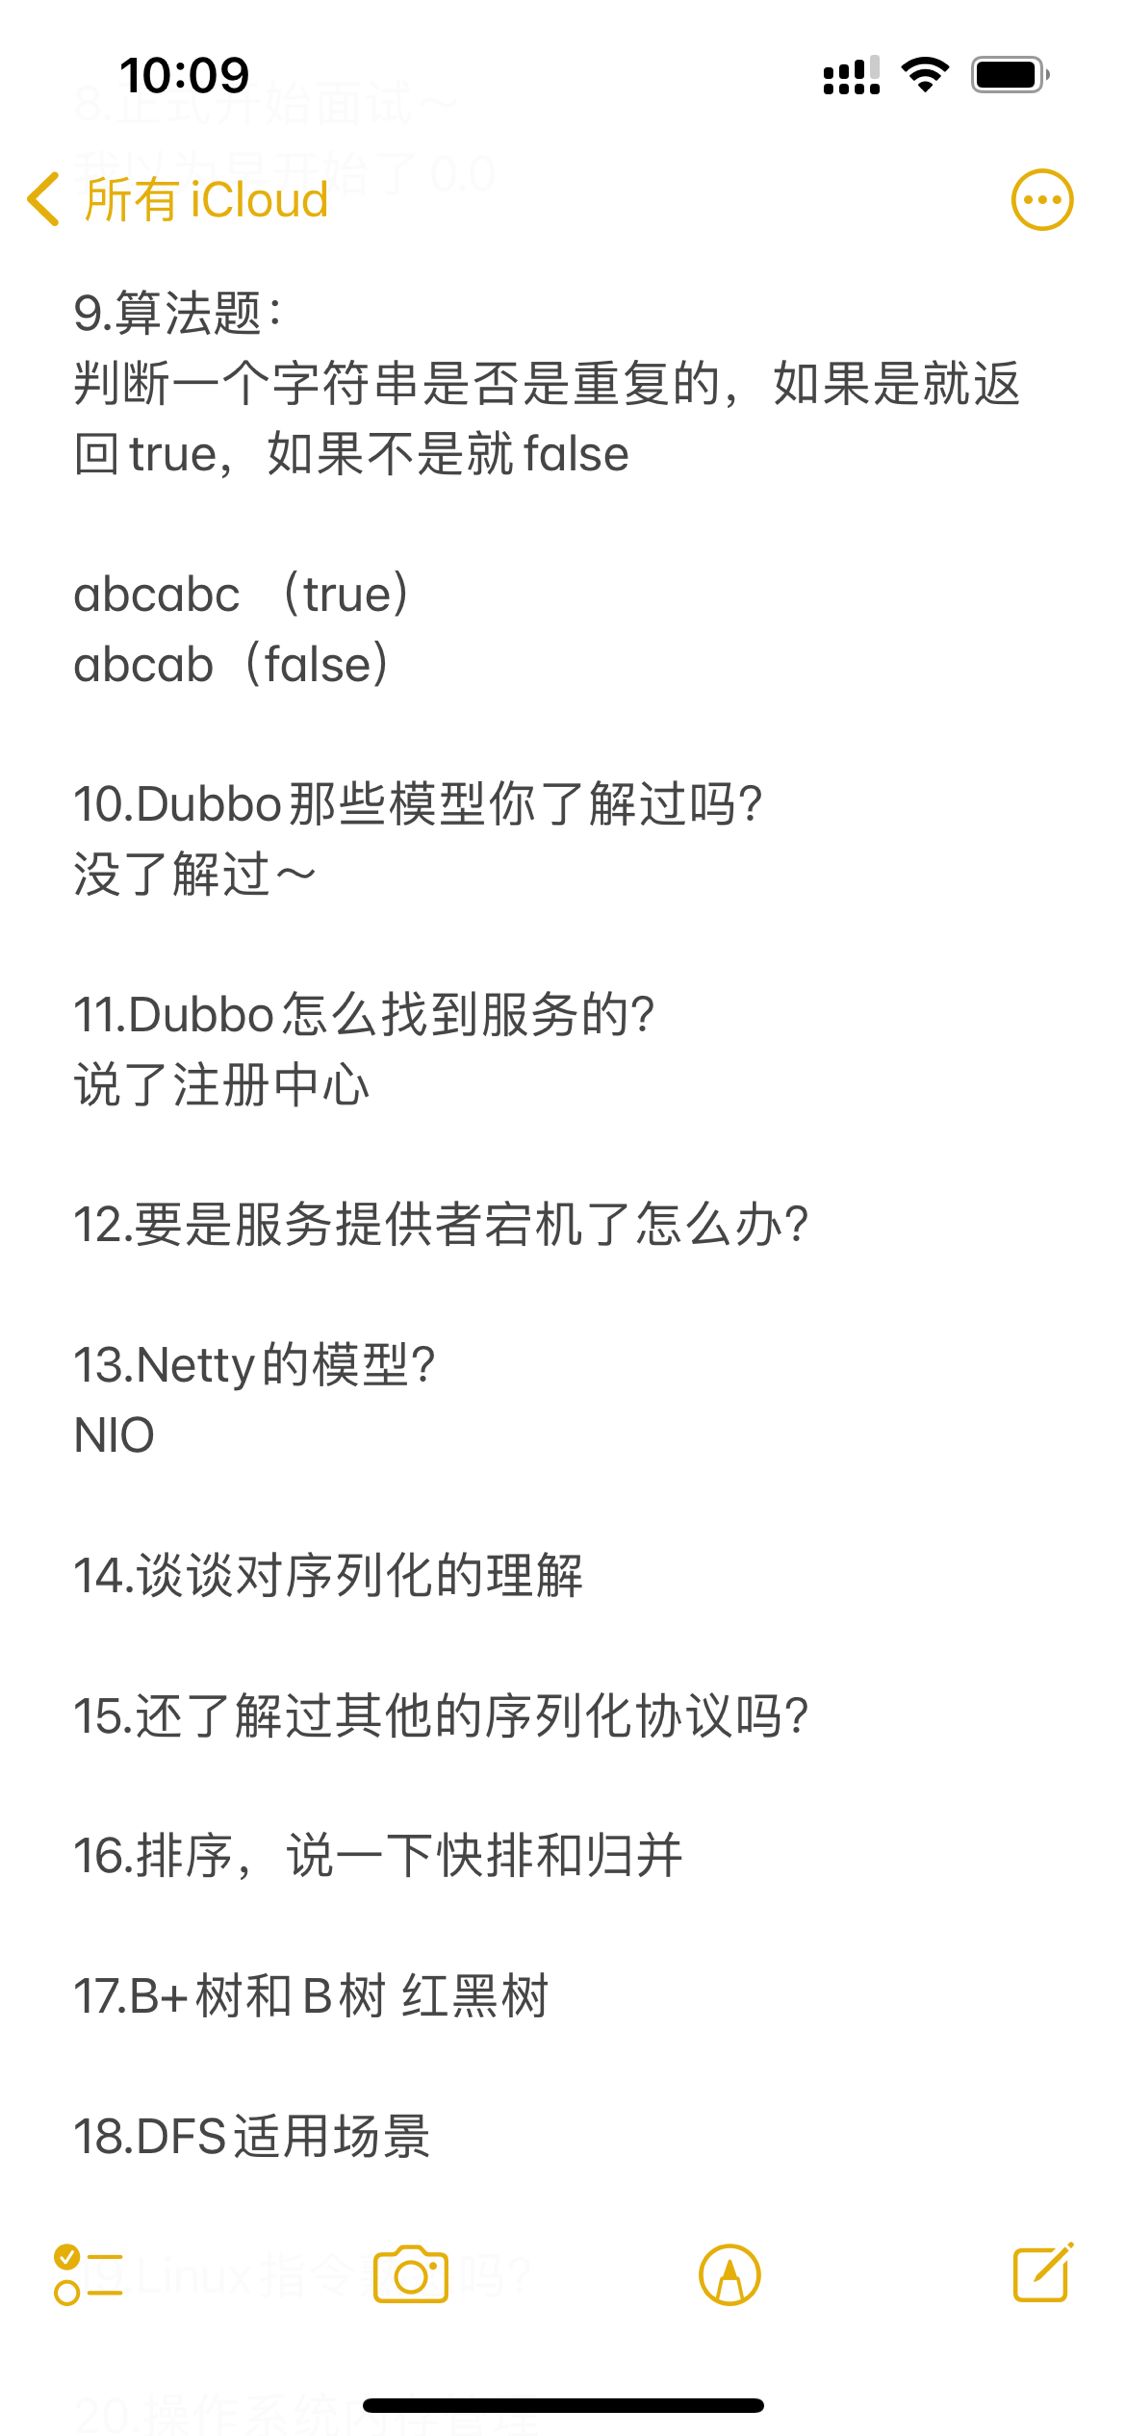 10:09
8.正式开始面试～
我以为早开始了 0.0
所有 iCloud
9.算法题：
判断一个字符串是否是重复的，如果是就返
回 true，如果不是就 false
abcabc （true）
abcab（false）
10.Dubbo 那些模型你了解过吗？
没了解过～
11.Dubbo 怎么找到服务的？
说了注册中心
12.要是服务提供者宕机了怎么办？
13.Netty 的模型？
NIO
14.谈谈对序列化的理解
15.还了解过其他的序列化协议吗？
16.排序，说一下快排和归并
17.B+树和 B 树 红黑树
18.DFS 适用场景
19.Linux 指令 吗？
20.操作系统内存管理